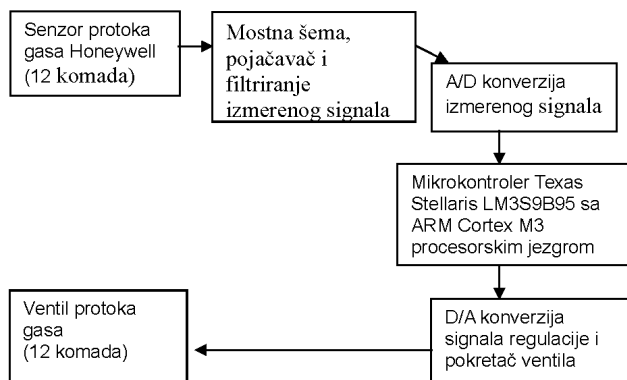 Senzor protoka
gasa Honeywell
(12 komada)
Mostna šema,
pojačavač i
filtriranje
izmerenog signala
A/D konverzija
izmerenog signala
Mikrokontroler Texas
Stellaris LM3S9B95 sa
ARM Cortex M3
procesorskim jezgrom
D/A konverzija
signala regulacije i
pokretač ventila
Ventil protoka
gasa
(12 komada)